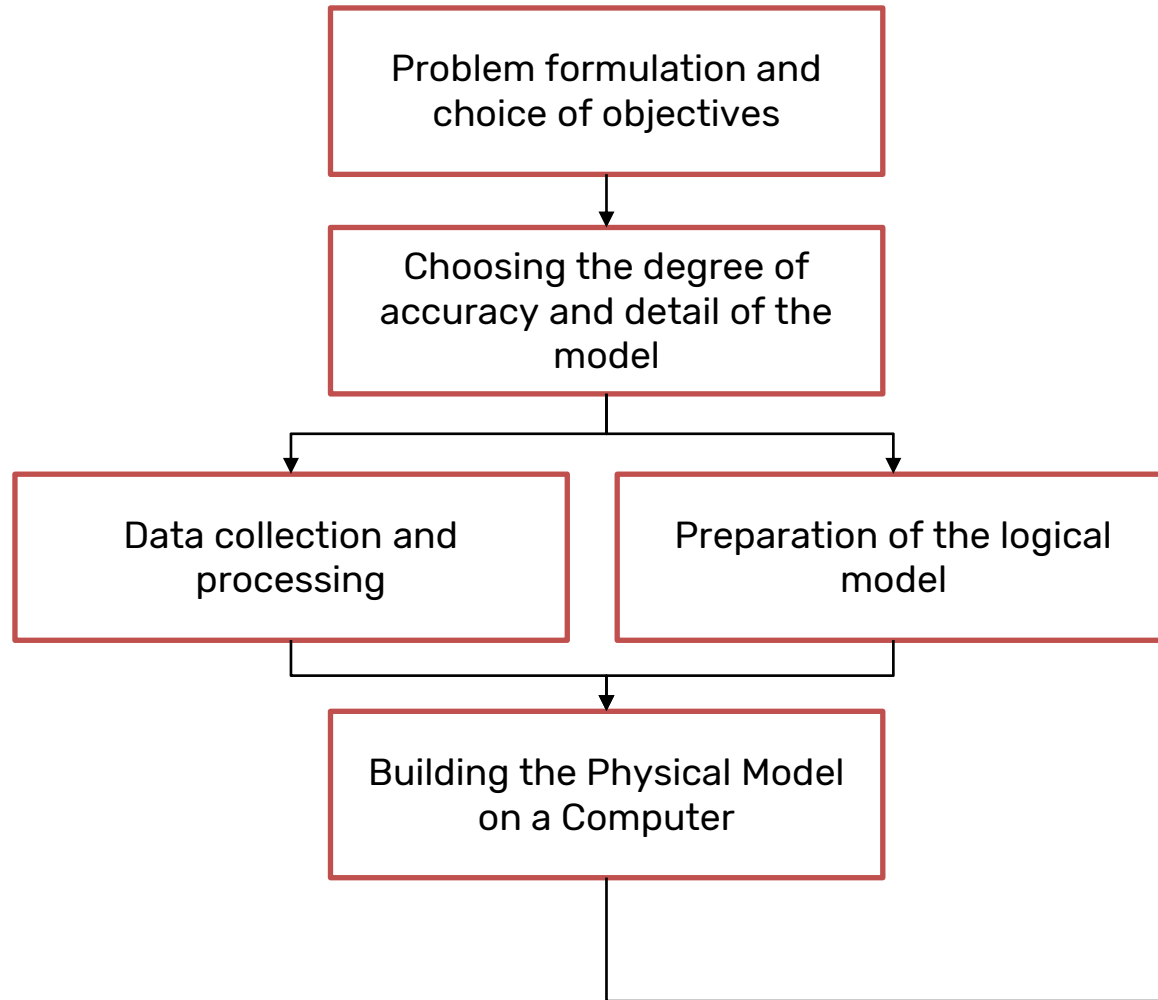 Problem formulation and
choice of objectives
Choosing the degree of
accuracy and detail of the
model
Data collection and
processing
Preparation of the logical
model
Building the Physical Model
on a Computer